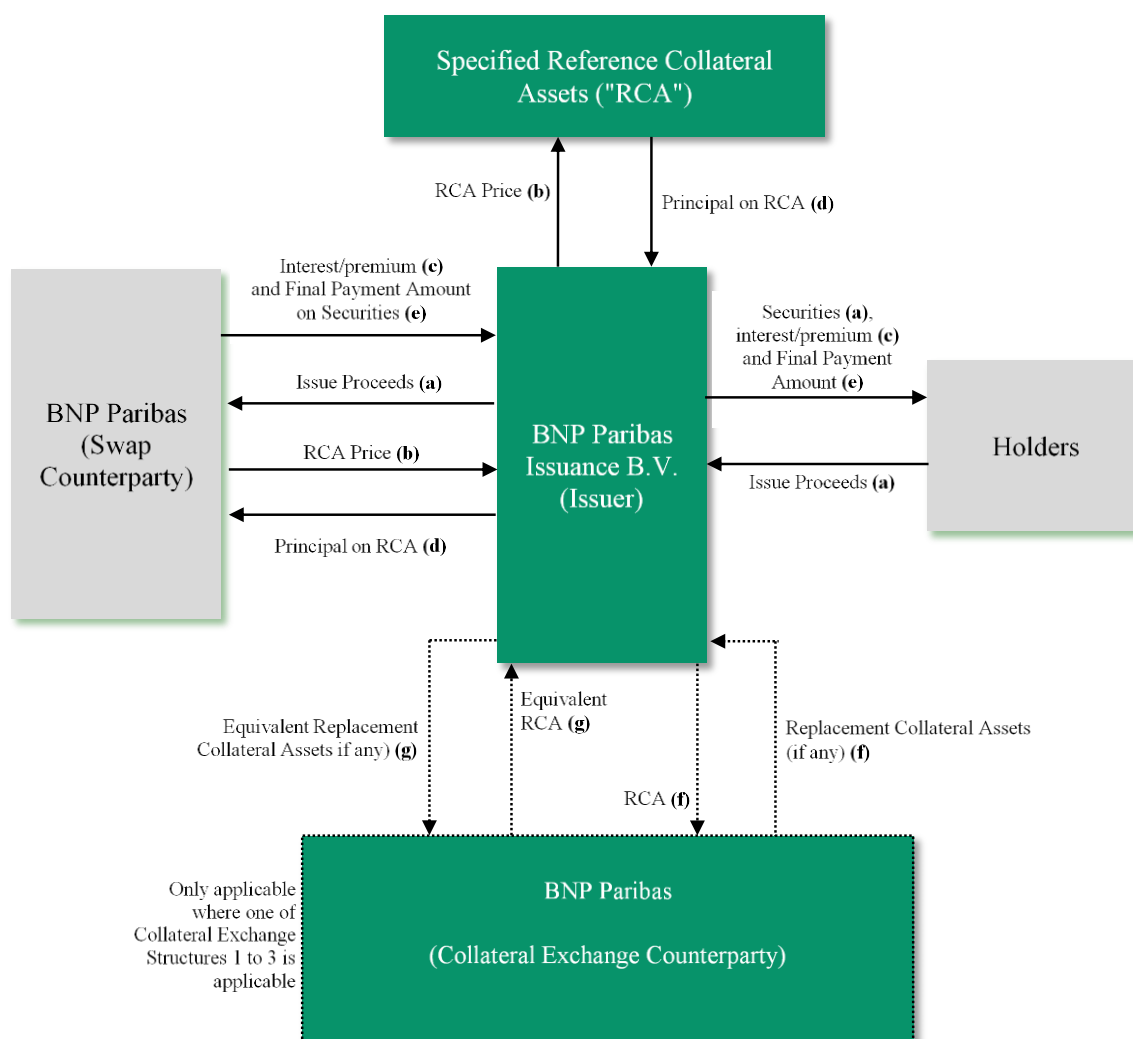 Specified Reference Collateral
Assets ("RCA")
RCA Price (b)
Principal on RCA (d)
Interest/premium (c)
and Final Payment Amount
on Securities (e)
Issue Proceeds (a)
RCA Price (b)
Principal on RCA (d)
BNP Paribas
(Swap
Counterparty)
BNP Paribas
Issuance B.V.
(Issuer)
Securities (a),
interest/premium (c)
and Final Payment
Amount (e)
Issue Proceeds (a)
Holders
Equivalent Replacement
Collateral Assets if any) (g)
Equivalent
RCA (g)
RCA (f)
Replacement Collateral Assets
(if any) (f)
Only applicable
where one of
Collateral Exchange
Structures 1 to 3 is
applicable
BNP Paribas
(Collateral Exchange Counterparty)